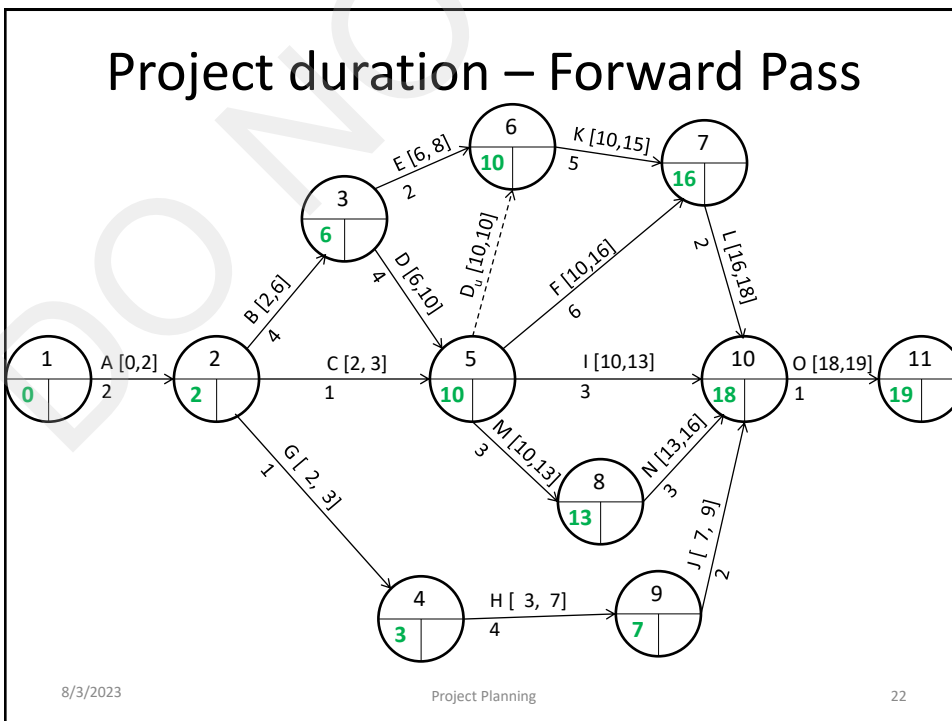 DO NO
Project duration – Forward Pass
6
10
K [10,15]
5
7
16
E [6, 8]
2
3
6
D [6,10]
4
Du [10,10]
F [10,16]
6
L [16,18]
2
B [2,6]
4
1
0
A [0,2]
2
2
2
C [2, 3]
1
5
10
I [10,13]
3
10
18
O [18,19]
1
11
19
G [ 2, 3]
1
M [10,13]
3
8
13
N [13,16]
3
J [ 7, 9]
2
4
3
H [ 3, 7]
4
9
7
8/3/2023
Project Planning
22